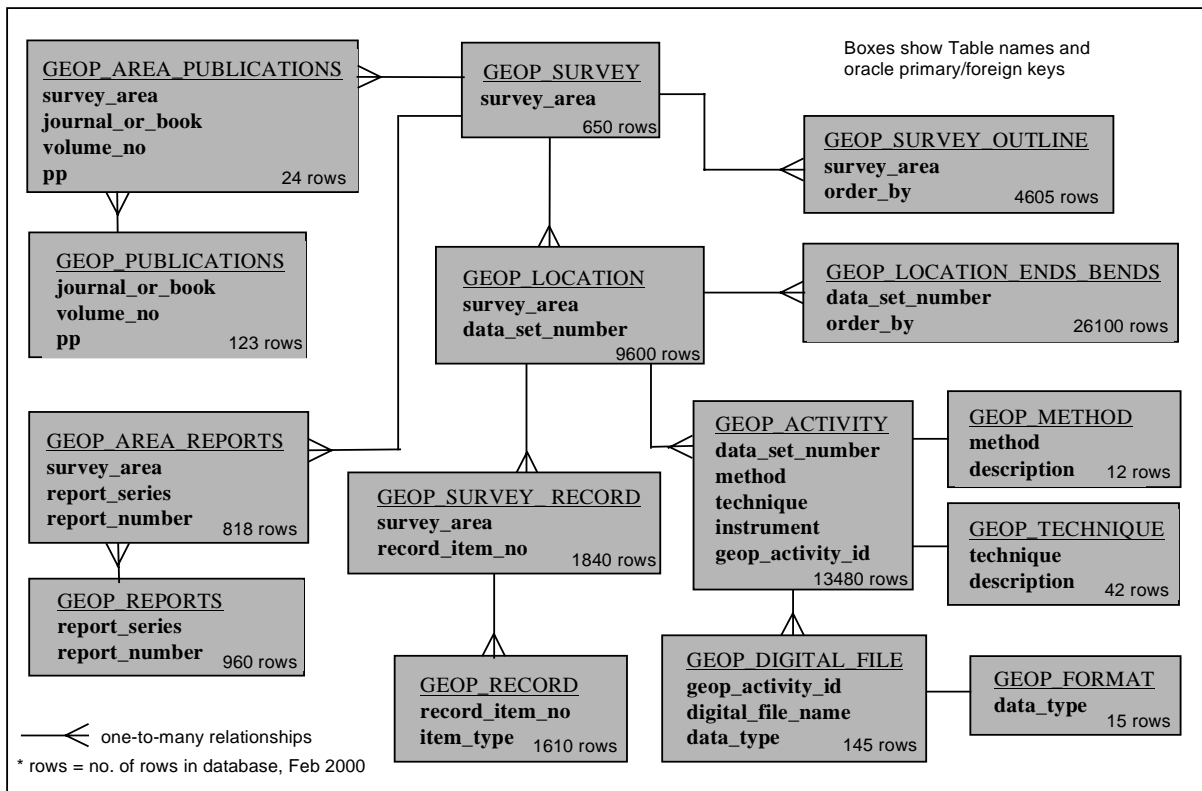 Boxes show Table names and
oracle primary/foreign keys
GEOP_AREA_PUBLICATIONS
survey_area
journal_or_book
volume_no
pp
24 rows
GEOP_SURVEY
survey_area
650 rows
GEOP_SURVEY_OUTLINE
survey_area
order_by
4605 rows
GEOP_PUBLICATIONS
journal_or_book
volume_no
pp
123 rows
GEOP_LOCATION
survey_area
data_set_number
9600 rows
GEOP_LOCATION_ENDS_BENDS
data_set_number
order_by
26100 rows
GEOP_AREA_REPORTS
survey_area
report_series
report_number
818 rows
GEOP_SURVEY_RECORD
survey_area
record_item_no
1840 rows
GEOP_ACTIVITY
data_set_number
method
technique
instrument
geop_activity_id
13480 rows
GEOP_METHOD
method
description
12 rows
GEOP_TECHNIQUE
technique
description
42 rows
GEOP_REPORTS
report_series
report_number
960 rows
GEOP_RECORD
record_item_no
item_type
1610 rows
GEOP_DIGITAL_FILE
geop_activity_id
digital_file_name
data_type
145 rows
GEOP_FORMAT
data_type
15 rows
one-to-many relationships
* rows = no. of rows in database, Feb 2000